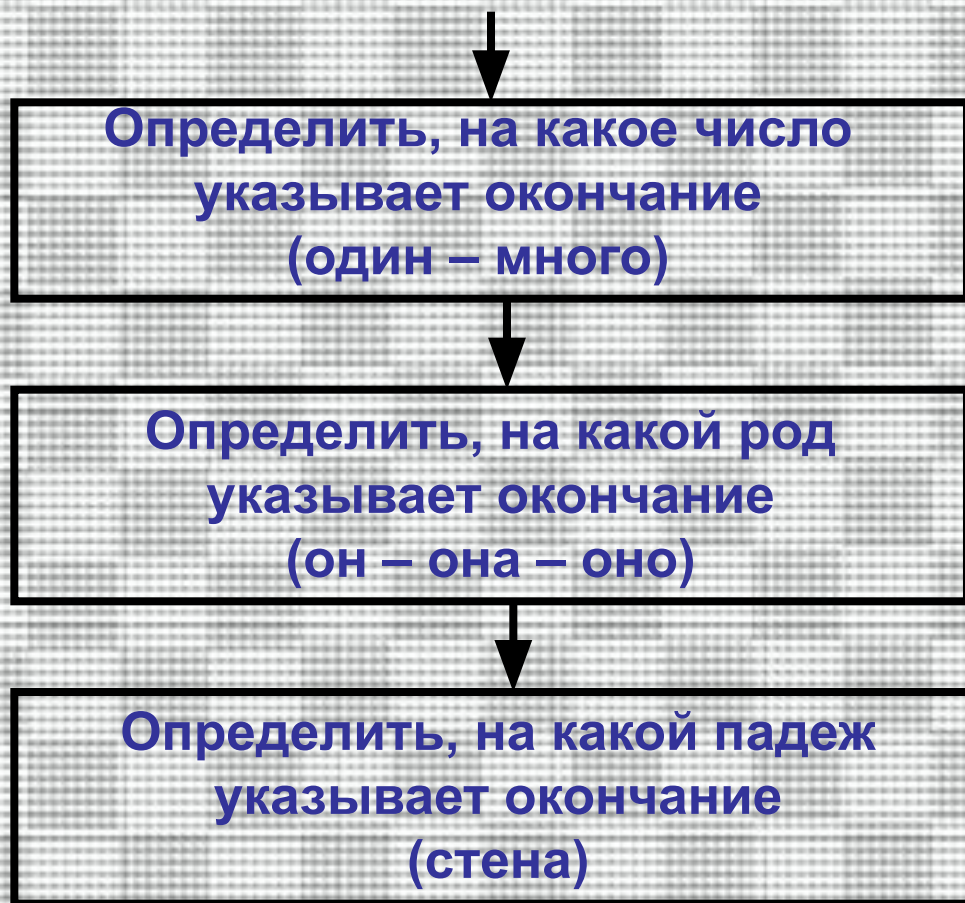 Определить, на какое число
указывает окончание
(один – много)
Определить, на какой род
указывает окончание
(он – она – оно)
Определить, на какой падеж
указывает окончание
(стена)